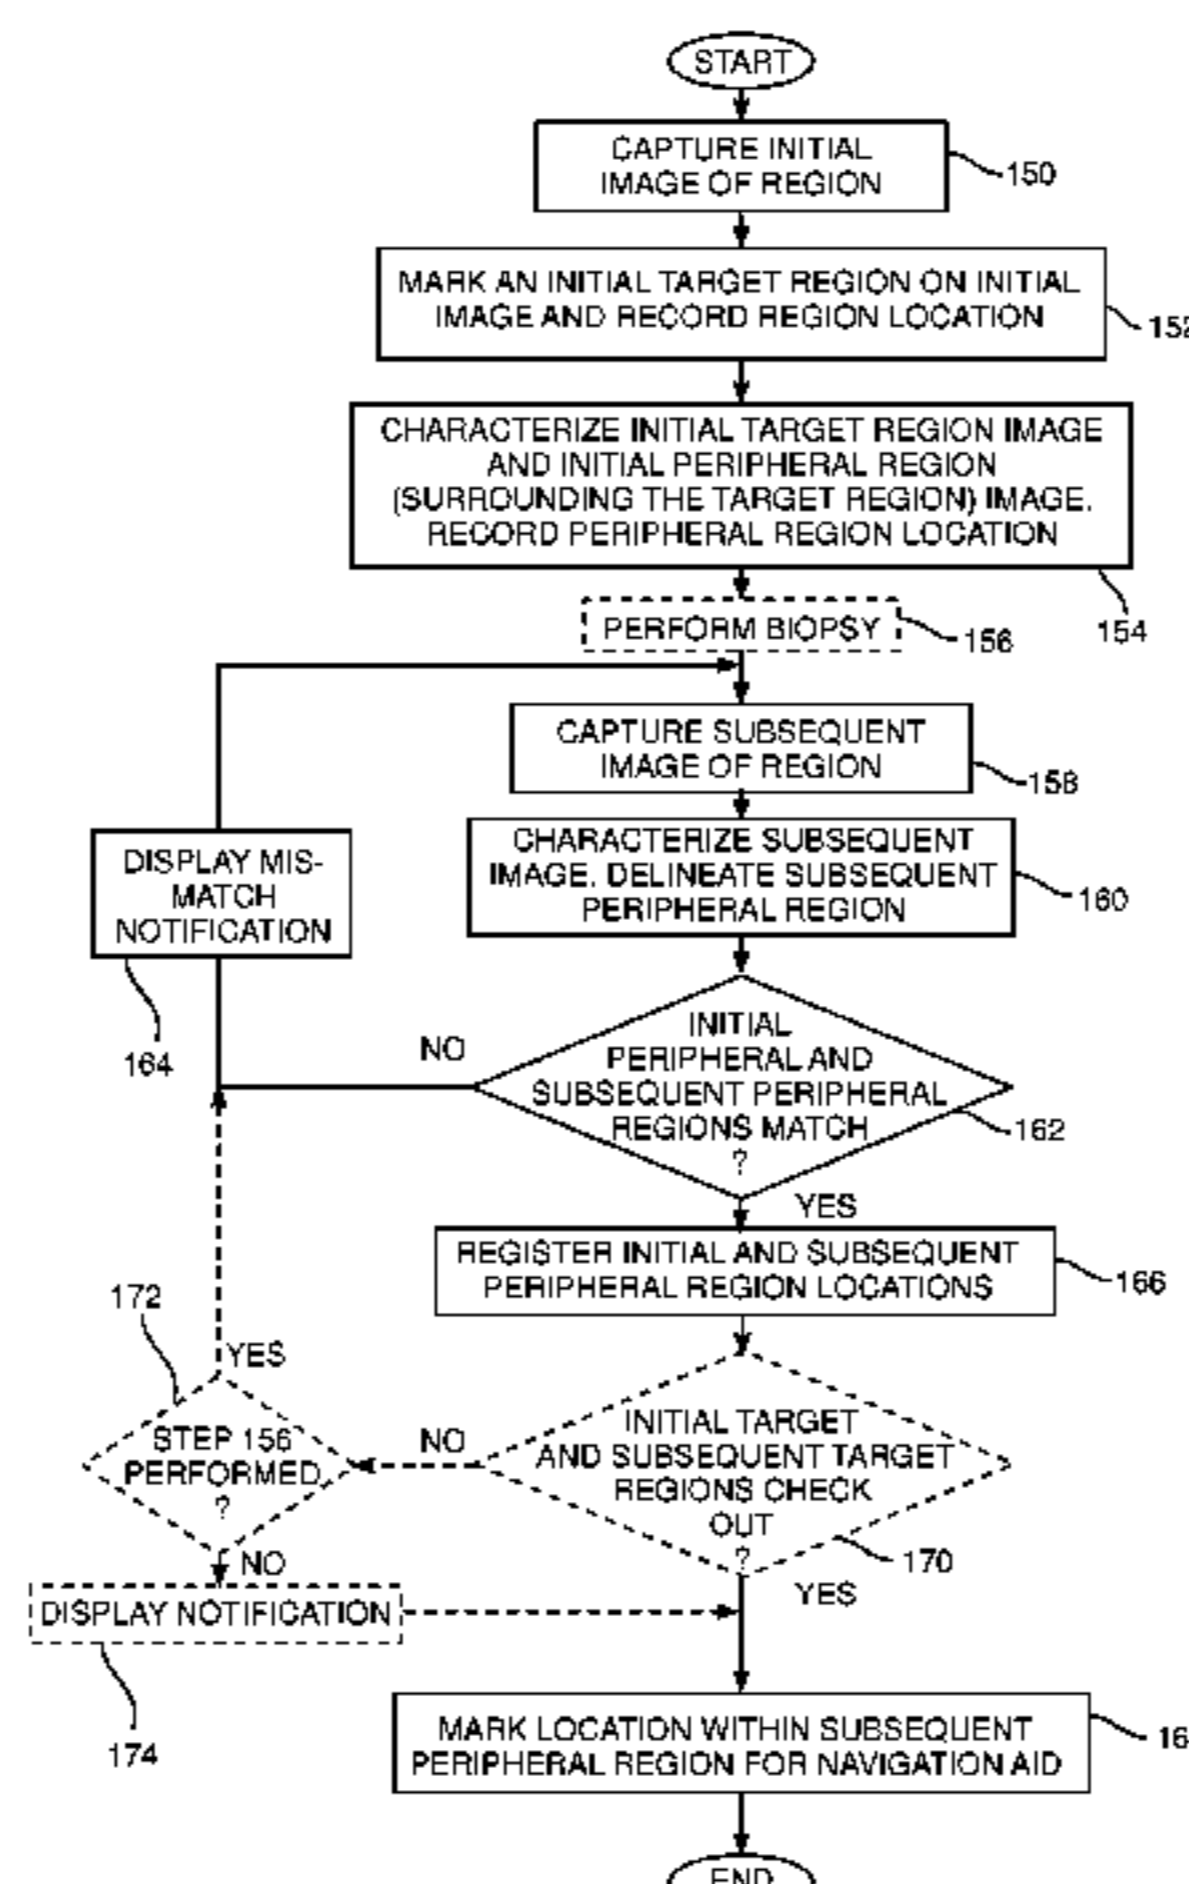 START
CAPTURE INITIAL
IMAGE OF REGION
150
MARK AN INITIAL TARGET REGION ON INITIAL
IMAGE AND RECORD REGION LOCATION
152
CHARACTERIZE INITIAL TARGET REGION IMAGE
AND INITIAL PERIPHERAL REGION
(SURROUNDING THE TARGET REGION) IMAGE.
RECORD PERIPHERAL REGION LOCATION
154
PERFORM BIOPSY
156
CAPTURE SUBSEQUENT
IMAGE OF REGION
158
CHARACTERIZE SUBSEQUENT
IMAGE. DELINEATE SUBSEQUENT
PERIPHERAL REGION
160
DISPLAY MIS-
MATCH
NOTIFICATION
164
NO
INITIAL
PERIPHERAL AND
SUBSEQUENT PERIPHERAL
REGIONS MATCH
?
162
YES
REGISTER INITIAL AND SUBSEQUENT
PERIPHERAL REGION LOCATIONS
166
172
YES
STEP 156
PERFORMED
?
NO
NO
INITIAL TARGET
AND SUBSEQUENT TARGET
REGIONS CHECK
OUT
?
170
YES
DISPLAY NOTIFICATION
174
MARK LOCATION WITHIN SUBSEQUENT
PERIPHERAL REGION FOR NAVIGATION AID
16
END